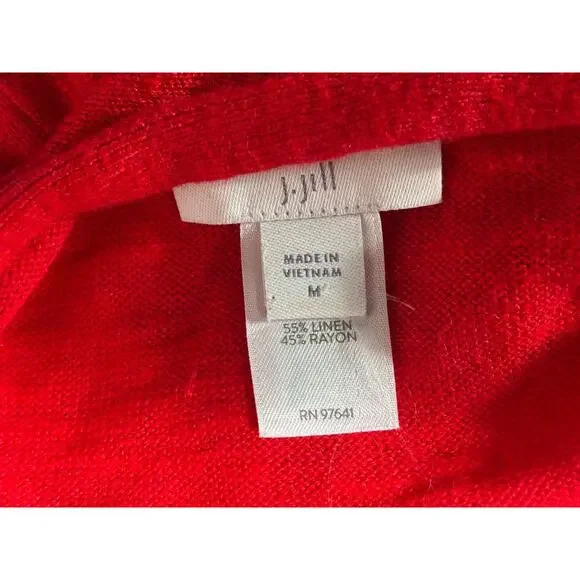 j.jill
MADE IN
VIETNAM
M
55% LINEN
45% RAYON
RN 97641